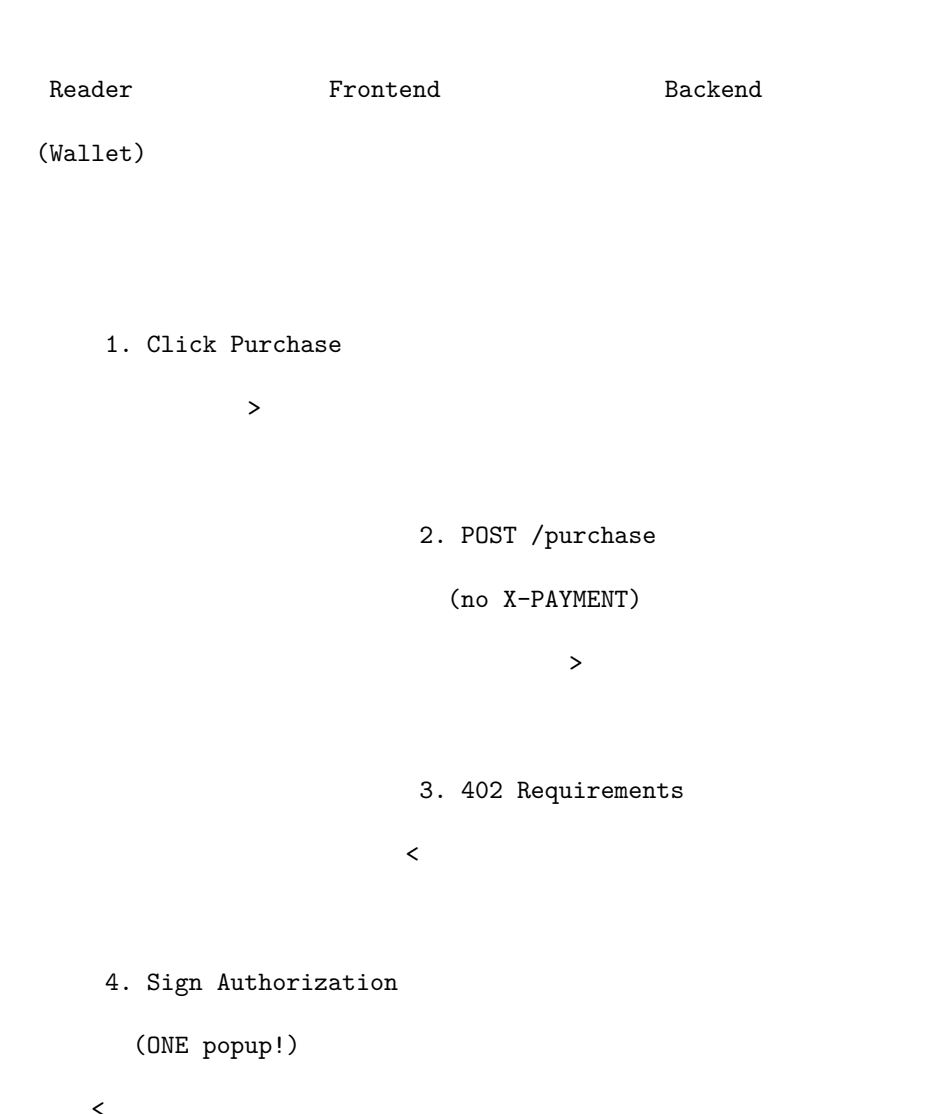 Reader Frontend Backend
(Wallet)
1. Click Purchase
>
2. POST /purchase
(no X-PAYMENT)
>
3. 402 Requirements
<
4. Sign Authorization
(ONE popup!)
<